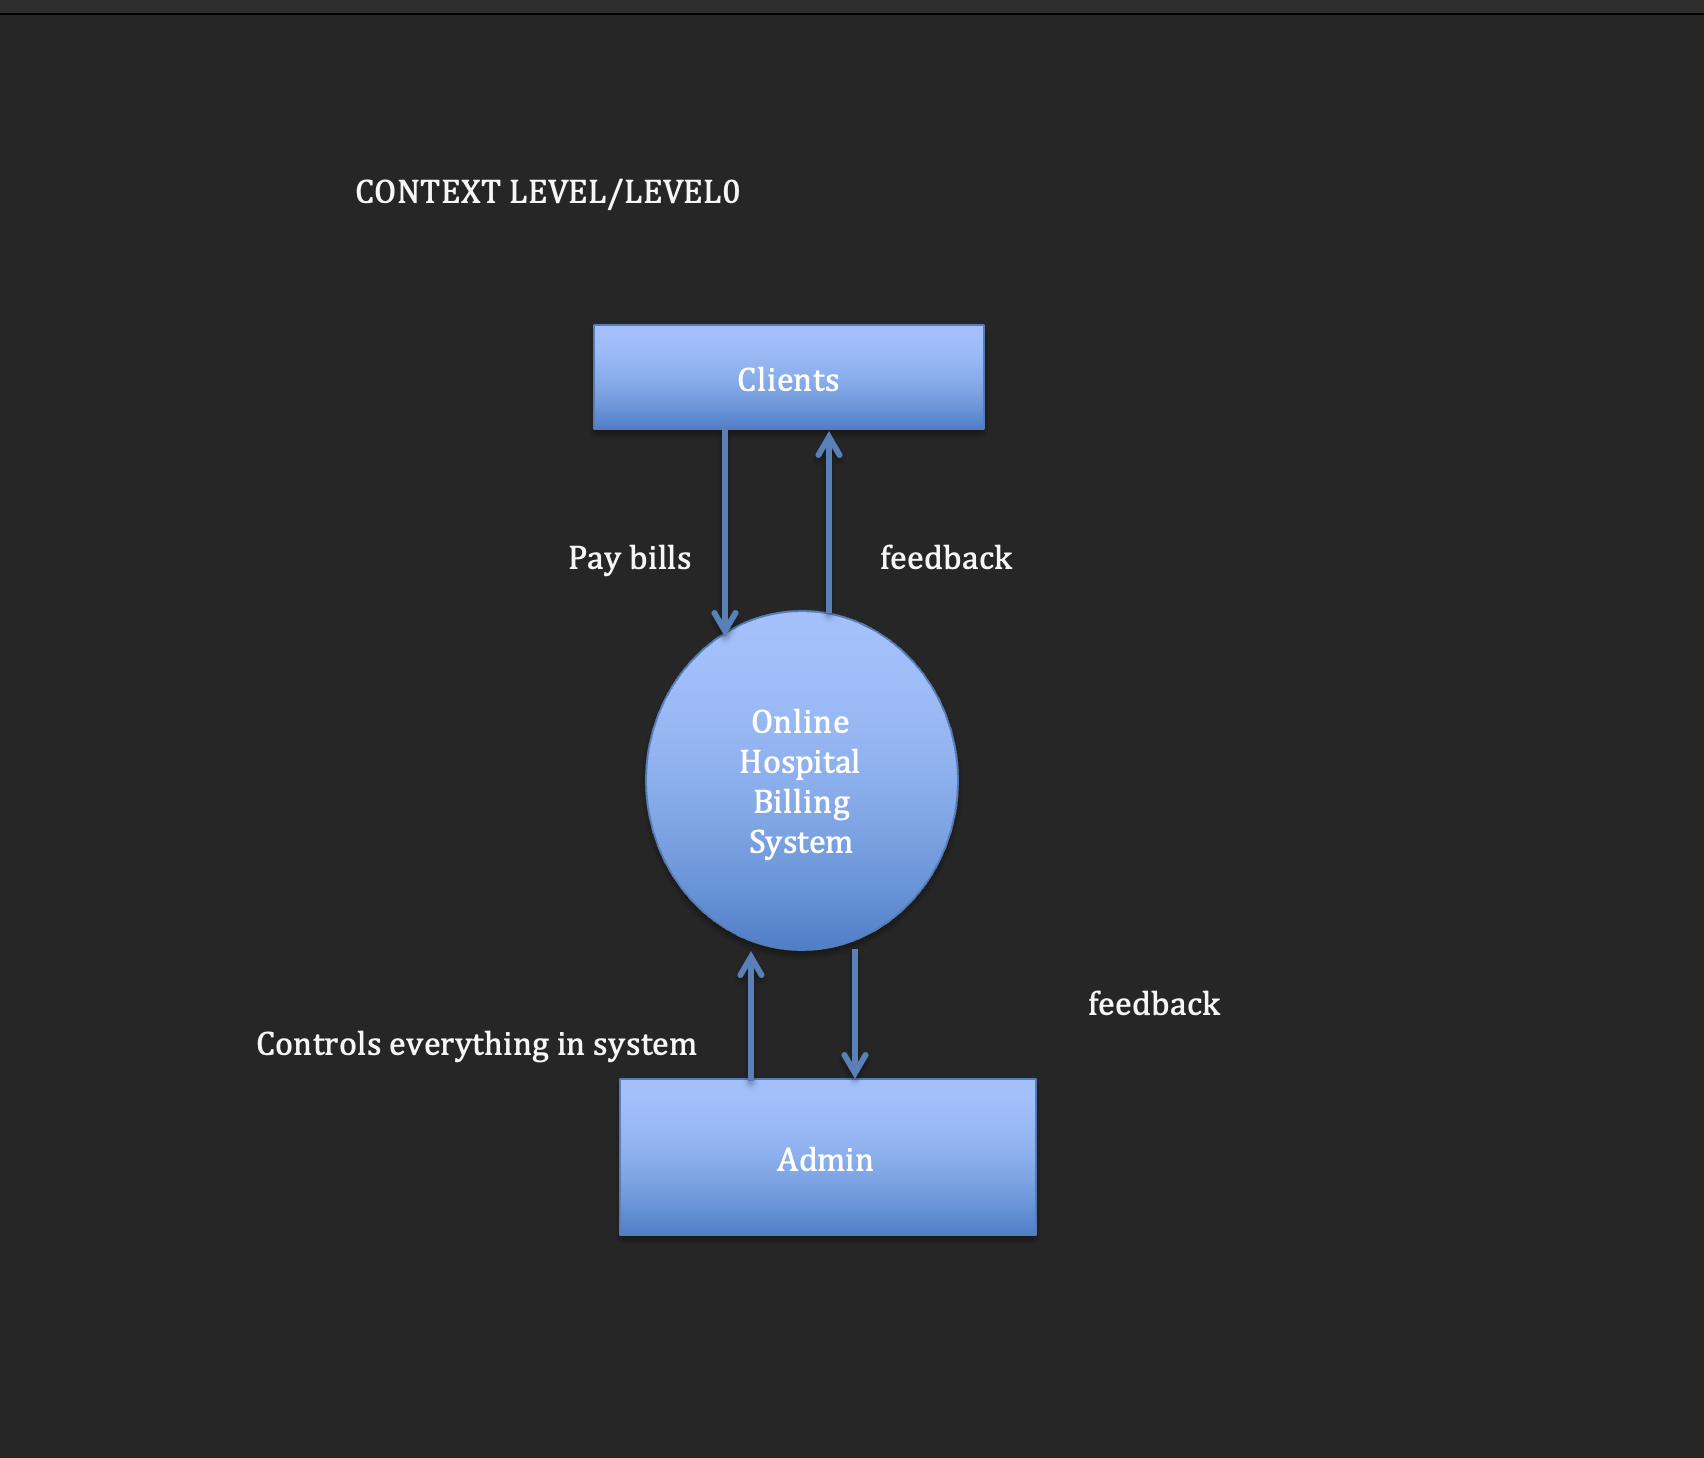 CONTEXT LEVEL/LEVEL0
Clients
Pay bills
feedback
Online
Hospital
Billing
System
feedback
Controls everything in system
Admin